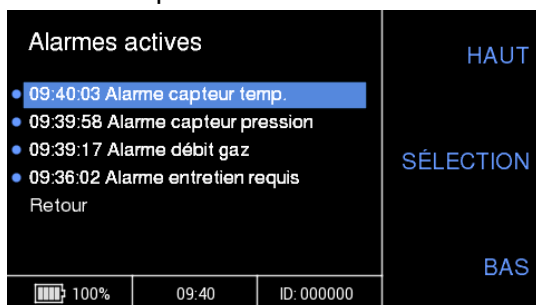 Alarmes actives
09:40:03 Alarme capteur temp.
09:39:58 Alarme capteur pression
09:39:17 Alarme débit gaz
09:36:02 Alarme entretien requis
Retour
HAUT
SÉLECTION
BAS
100%
09:40
ID: 000000